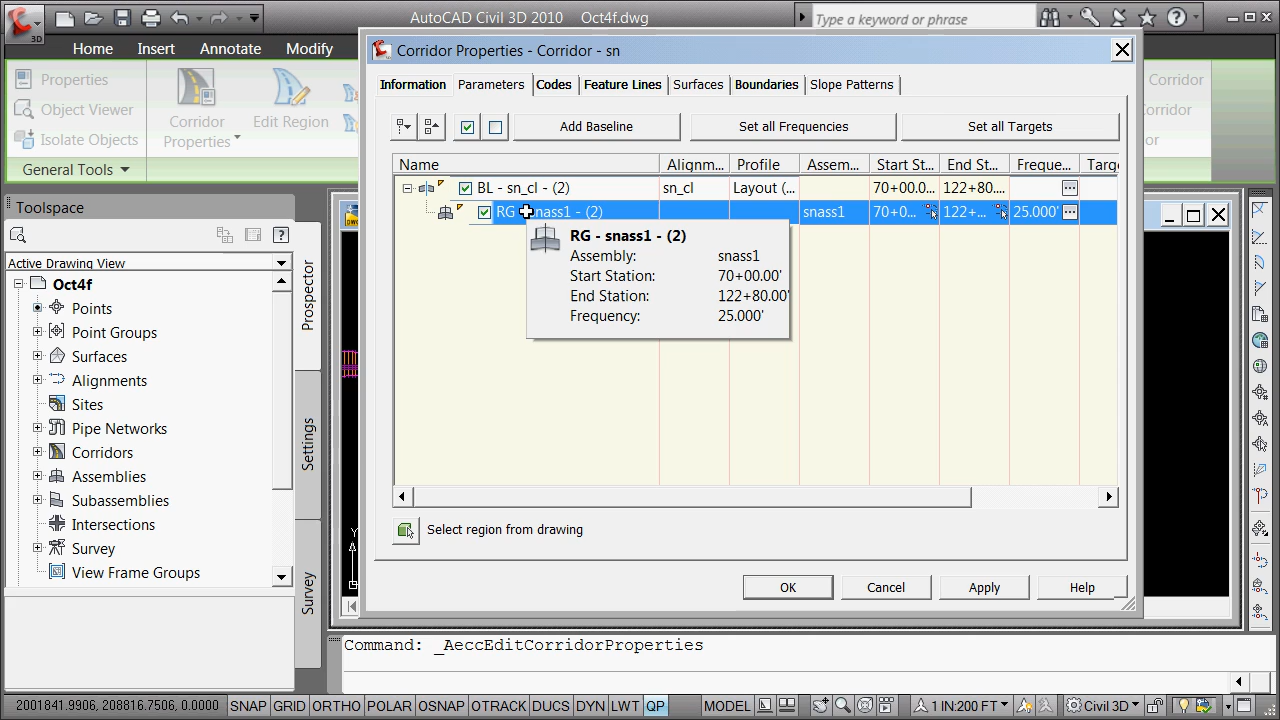 AutoCAD Civil 3D 2010 Oct4f.dwg
Type a keyword or phrase
3D
Home Insert Annotate Modify
Properties
Object Viewer
Isolate Objects
Corridor
Properties
Edit Region
General Tools
Corridor
Corridor Properties - Corridor - sn
Information Parameters Codes Feature Lines Surfaces Boundaries Slope Patterns
Add Baseline Set all Frequencies Set all Targets
Name Alignm... Profile Assem... Start St... End St... Freque...
BL - sn_cl - (2) sn_cl Layout (... 70+00.0... 122+80....
RG snass1 - (2) snass1 70+0... 122+... 25.000'
RG - snass1 - (2)
Assembly: snass1
Start Station: 70+00.00'
End Station: 122+80.00'
Frequency: 25.000'
Select region from drawing
OK Cancel Apply Help
Toolspace
Active Drawing View
Oct4f
Points
Point Groups
Surfaces
Alignments
Sites
Pipe Networks
Corridors
Assemblies
Subassemblies
Intersections
Survey
View Frame Groups
Prospector
Settings
Survey
Y
Command: _AeccEditCorridorProperties
2001841.9906, 208816.7506, 0.0000 SNAP GRID ORTHO POLAR OSNAP OTRACK DUCS DYN LWT QP MODEL 1 IN:200 FT Civil 3D